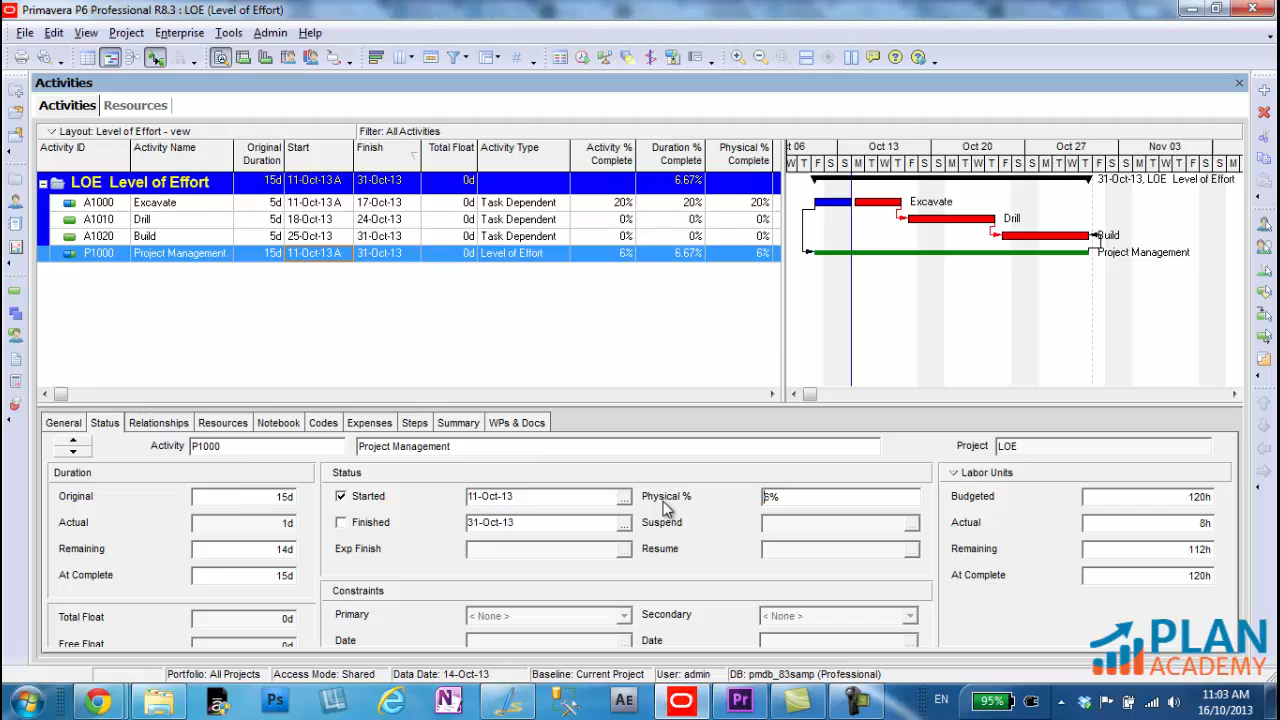 Primavera P6 Professional R8.3 : LOE (Level of Effort)
File Edit View Project Enterprise Tools Admin Help
Activities
Activities Resources
Layout: Level of Effort - vew Filter: All Activities
Activity ID Activity Name Original Duration Start Finish Total Float Activity Type Activity % Complete Duration % Complete Physical % Complete
t 06 Oct 13 Oct 20 Oct 27 Nov 03
W T F S S M T W T F S S M T W T F S S M T W T F S S M T W T F S S M
LOE Level of Effort 15d 11-Oct-13 A 31-Oct-13 0d 6.67% 31-Oct-13, LOE Level of Effort
A1000 Excavate 5d 11-Oct-13 A 17-Oct-13 0d Task Dependent 20% 20% 20% Excavate
A1010 Drill 5d 18-Oct-13 24-Oct-13 0d Task Dependent 0% 0% 0% Drill
A1020 Build 5d 25-Oct-13 31-Oct-13 0d Task Dependent 0% 0% 0% Build
P1000 Project Management 15d 11-Oct-13 A 31-Oct-13 0d Level of Effort 6% 6.67% 6% Project Management
General Status Relationships Resources Notebook Codes Expenses Steps Summary WPs & Docs
Activity P1000 Project Management Project LOE
Duration Status Labor Units
Original 15d Started 11-Oct-13 Physical % 6% Budgeted 120h
Actual 1d Finished 31-Oct-13 Suspend Actual 8h
Remaining 14d Exp Finish Resume Remaining 112h
At Complete 15d At Complete 120h
Constraints
Total Float 0d Primary < None > Secondary < None >
Free Float 0d Date Date
PLAN
ACADEMY
Portfolio: All Projects Access Mode: Shared Data Date: 14-Oct-13 Baseline: Current Project User: admin DB: pmdb_83sama (Professional)
Ps AE Pr EN 95% 11:03 AM
16/10/2013